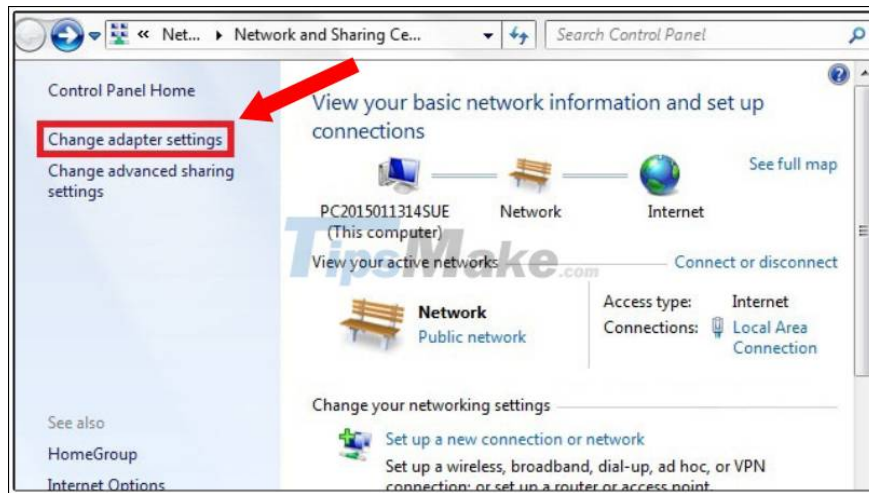 « Net... ▸ Network and Sharing Ce...
Search Control Panel
Control Panel Home
Change adapter settings
Change advanced sharing
settings
See also
HomeGroup
Internet Options
View your basic network information and set up
connections
See full map
PC2015011314SUE
(This computer)
Network
Internet
TipsMake.com
View your active networks
Connect or disconnect
Network
Public network
Access type: Internet
Connections: Local Area
Connection
Change your networking settings
Set up a new connection or network
Set up a wireless, broadband, dial-up, ad hoc, or VPN
connection; or set up a router or access point.